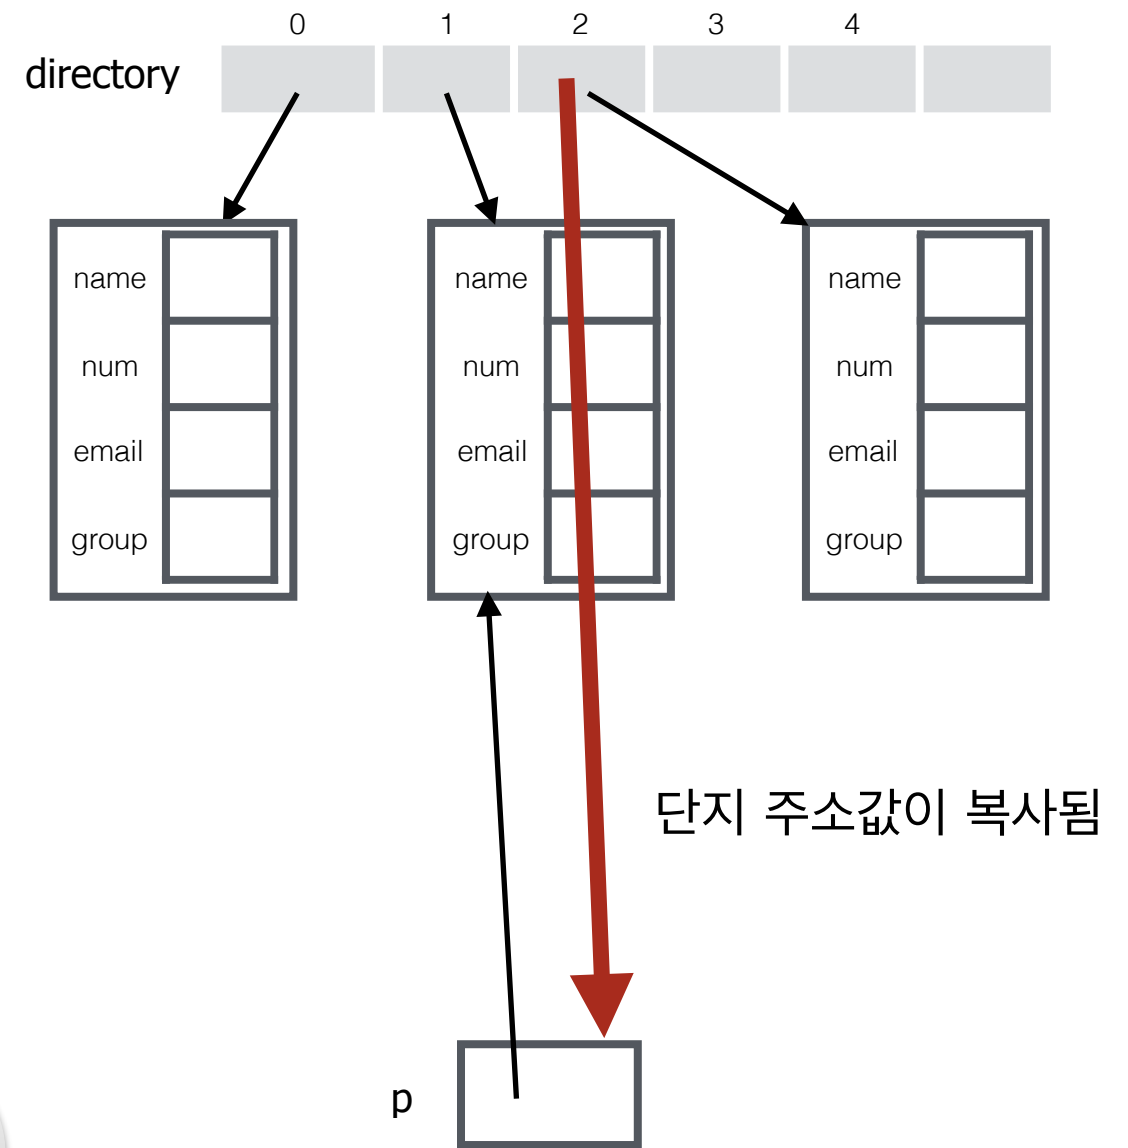 0 1 2 3 4
directory
name name name
num num num
email email email
group group group
단지 주소값이 복사됨
p